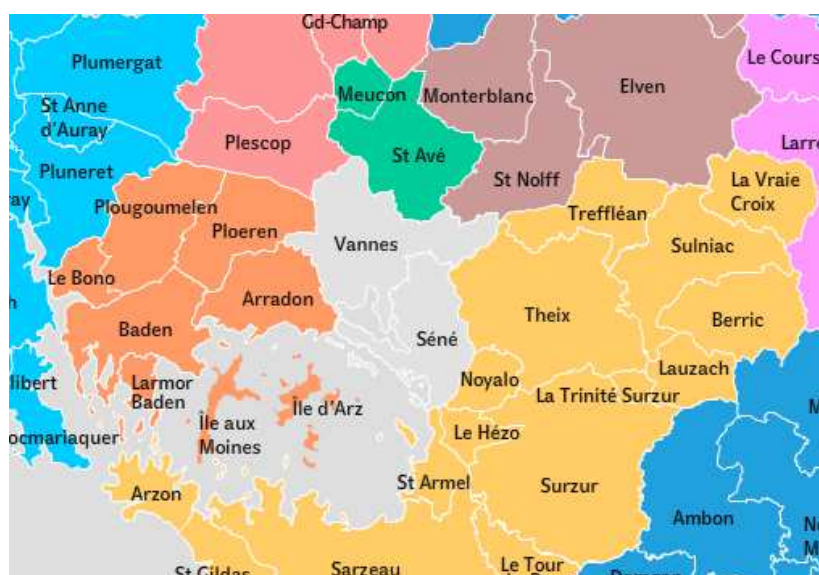 Gd-Champ
Plumergat
Le Cours
Elven
Meucon
Monterblanc
St Anne
d'Auray
Plescop
St Avé
Pluneret
St Nolff
La Vraie
Croix
Plougoumelen
Treffléan
Ploeren
Vannes
Sulniac
Le Bono
Arradon
Theix
Berric
Baden
Séné
Lauzach
Noyalo
Larmor
Baden
La Trinité Surzur
Île aux
Moines
Île d'Arz
Le Hézo
St Armel
Surzur
Arzon
Ambon
St Gildas
Sarzeau
Le Tour